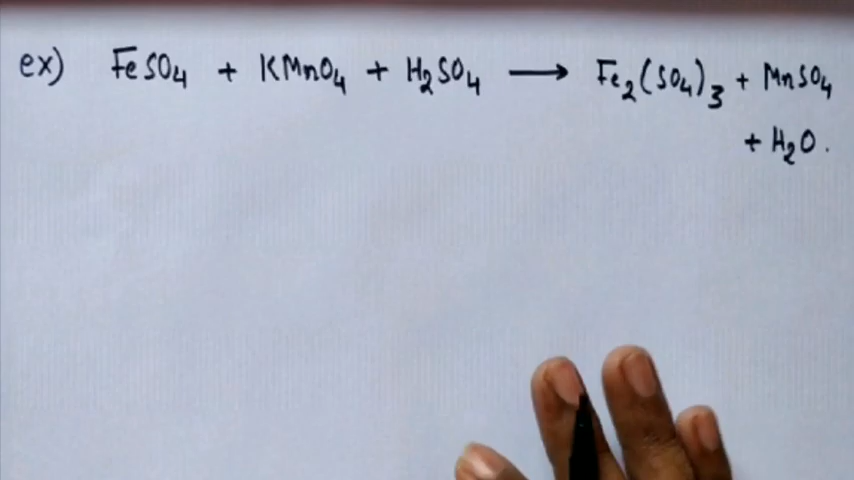 ex) FeSO₄ + KMnO₄ + H₂SO₄ ⟶ Fe₂(SO₄)₃ + MnSO₄
+ H₂O.